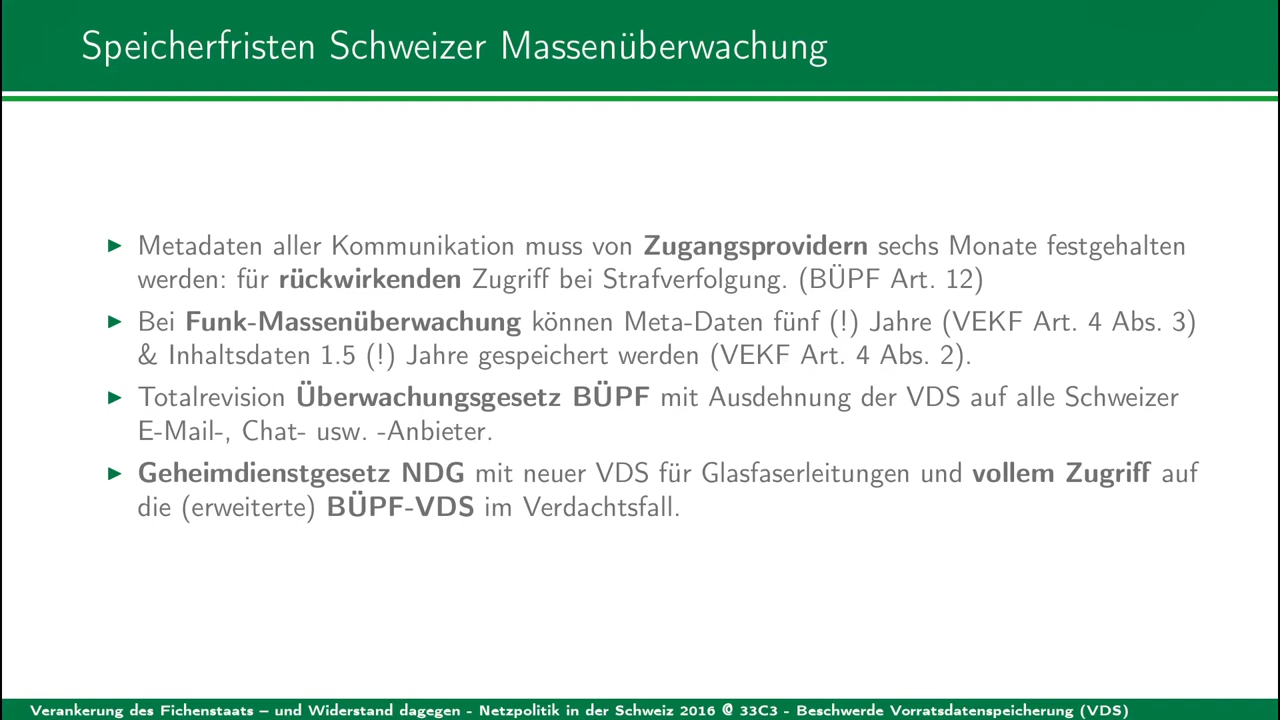 Speicherfristen Schweizer Massenüberwachung
▶ Metadaten aller Kommunikation muss von Zugangsprovidern sechs Monate festgehalten
werden: für rückwirkenden Zugriff bei Strafverfolgung. (BÜPF Art. 12)
▶ Bei Funk-Massenüberwachung können Meta-Daten fünf (!) Jahre (VEKF Art. 4 Abs. 3)
& Inhaltsdaten 1.5 (!) Jahre gespeichert werden (VEKF Art. 4 Abs. 2).
▶ Totalrevision Überwachungsgesetz BÜPF mit Ausdehnung der VDS auf alle Schweizer
E-Mail-, Chat- usw. -Anbieter.
▶ Geheimdienstgesetz NDG mit neuer VDS für Glasfaserleitungen und vollem Zugriff auf
die (erweiterte) BÜPF-VDS im Verdachtsfall.
Verankerung des Fichenstaats – und Widerstand dagegen - Netzpolitik in der Schweiz 2016 @ 33C3 - Beschwerde Vorratsdatenspeicherung (VDS)